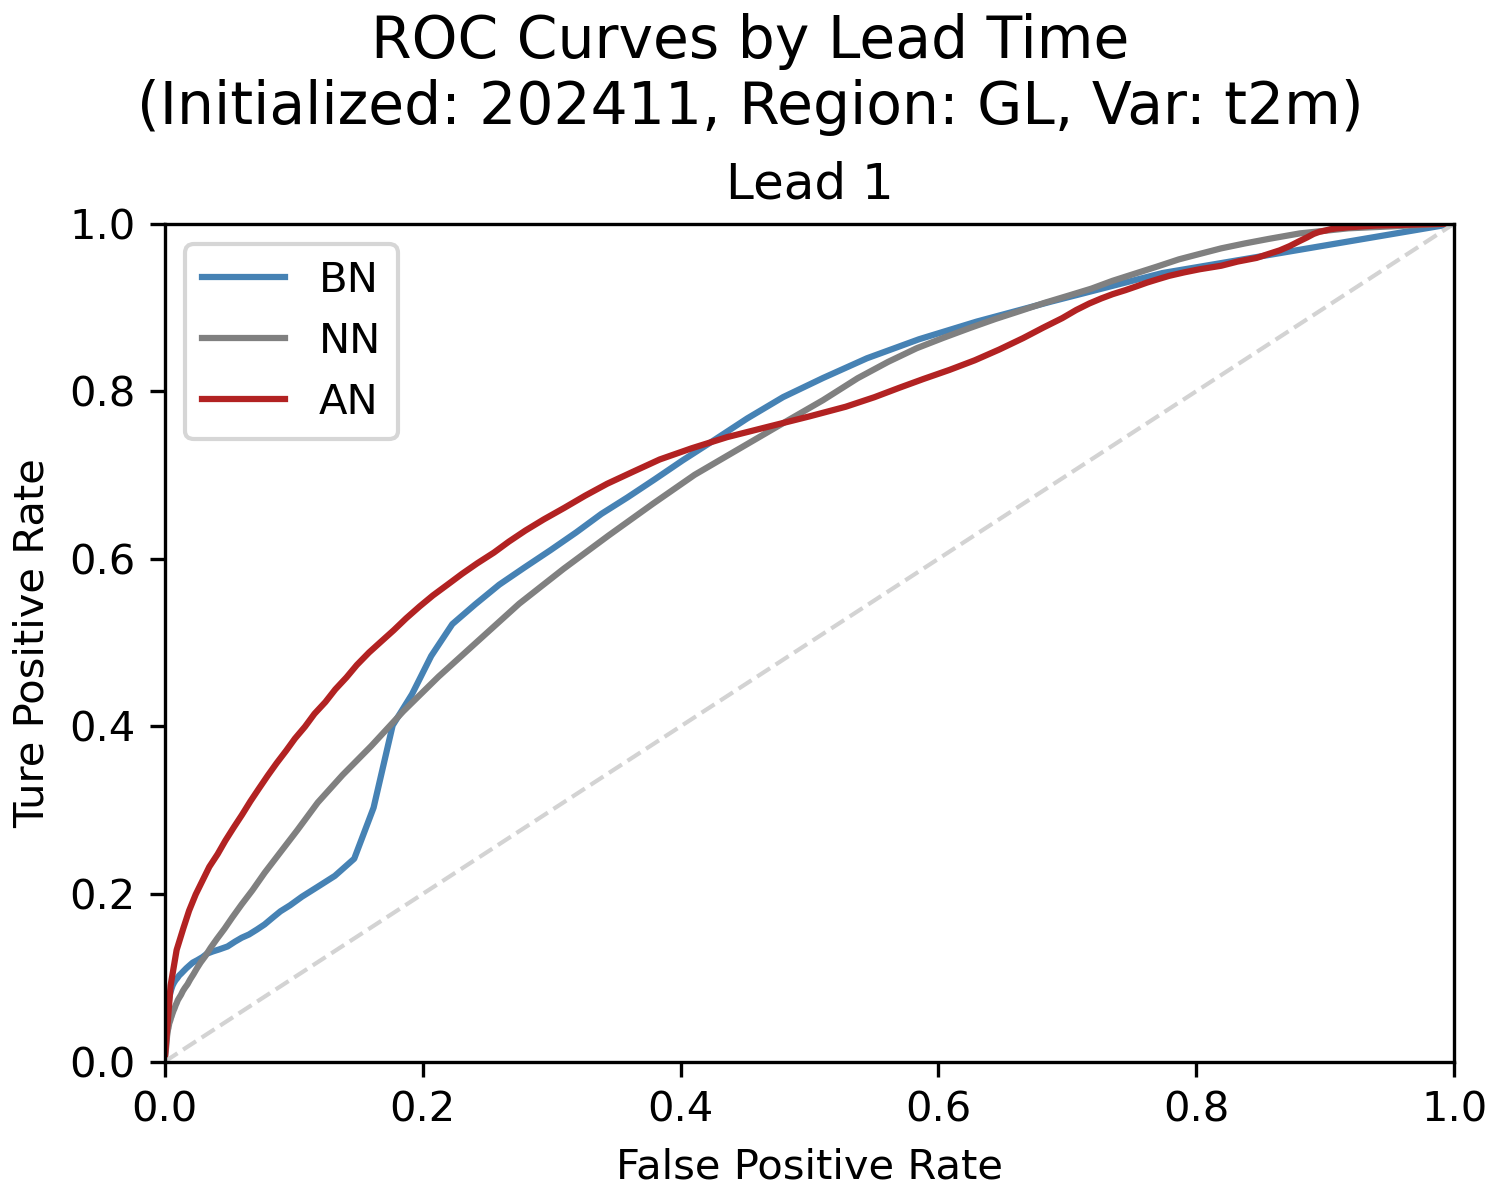 ROC Curves by Lead Time
(Initialized: 202411, Region: GL, Var: t2m)
Lead 1
1.0
0.8
0.6
0.4
0.2
0.0
Ture Positive Rate
BN
NN
AN
0.0 0.2 0.4 0.6 0.8 1.0
False Positive Rate